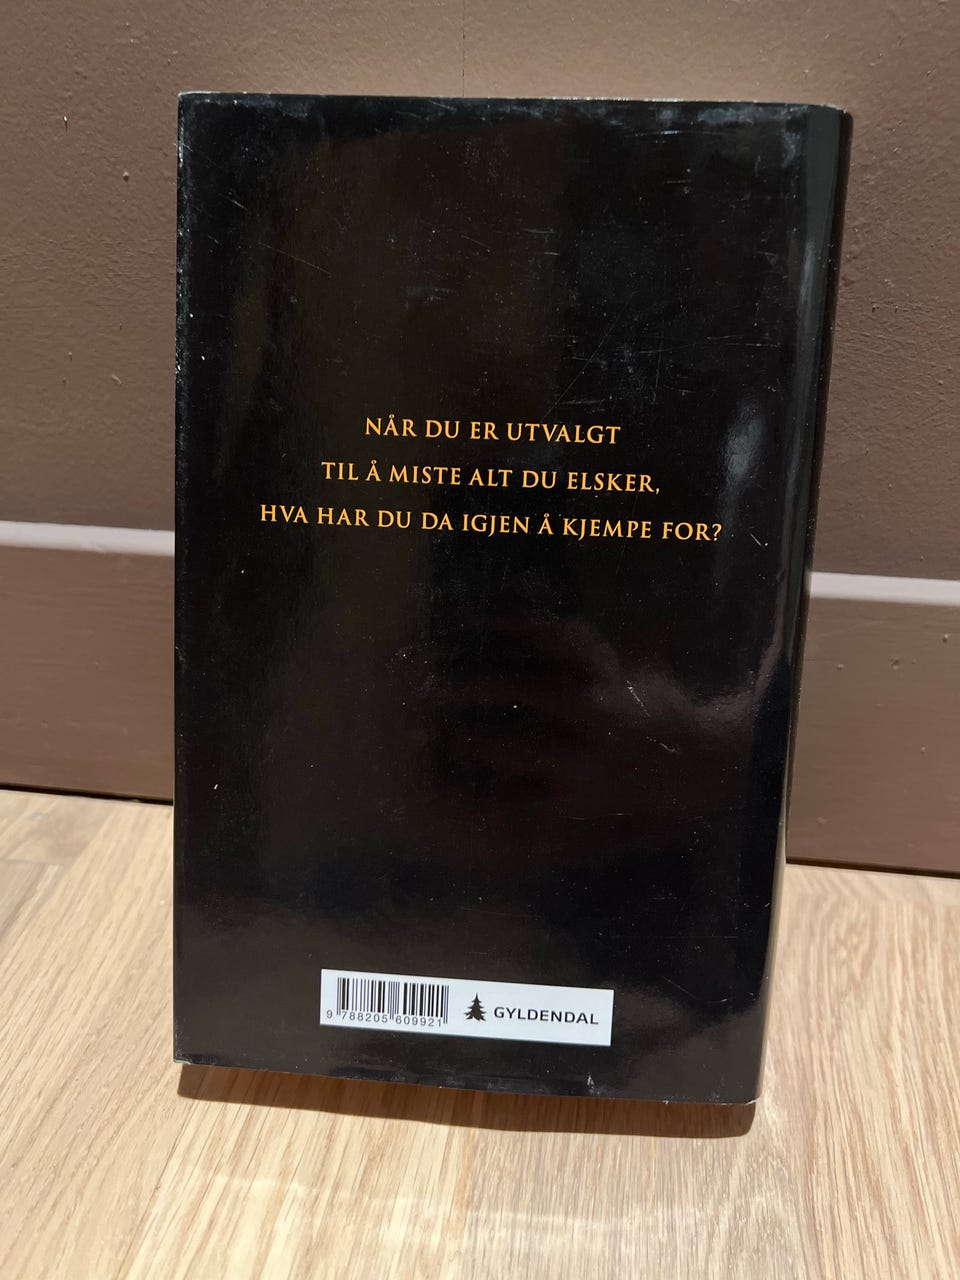 NÅR DU ER UTVALGT
TIL Å MISTE ALT DU ELSKER,
HVA HAR DU DA IGJEN Å KJEMPE FOR?
9 788205 609921
GYLDENDAL